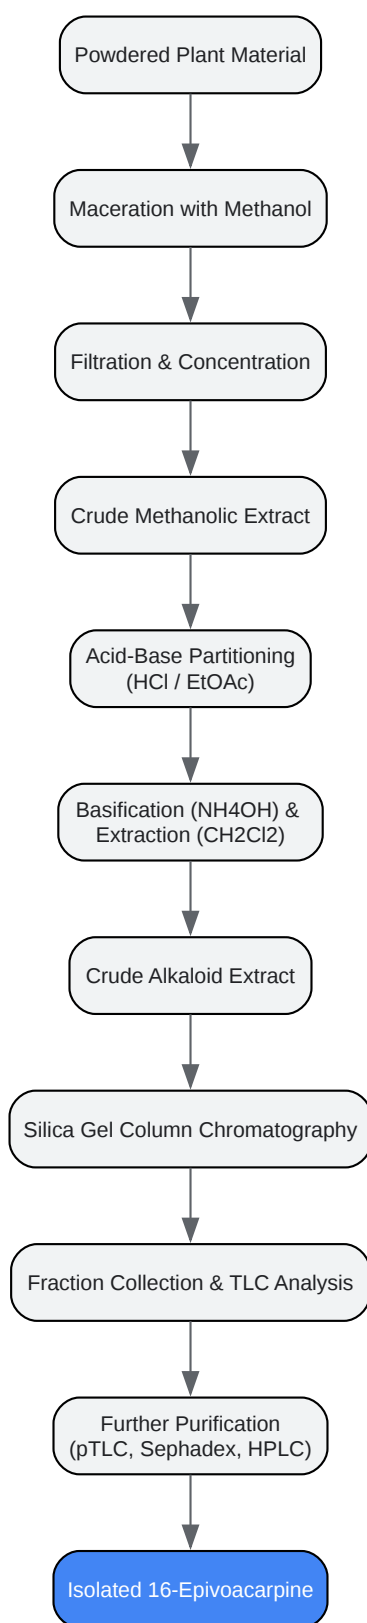 Powdered Plant Material
Maceration with Methanol
Filtration & Concentration
Crude Methanolic Extract
Acid-Base Partitioning
(HCl / EtOAc)
Basification (NH4OH) &
Extraction (CH2Cl2)
Crude Alkaloid Extract
Silica Gel Column Chromatography
Fraction Collection & TLC Analysis
Further Purification
(pTLC, Sephadex, HPLC)
Isolated 16-Epivoacarpine